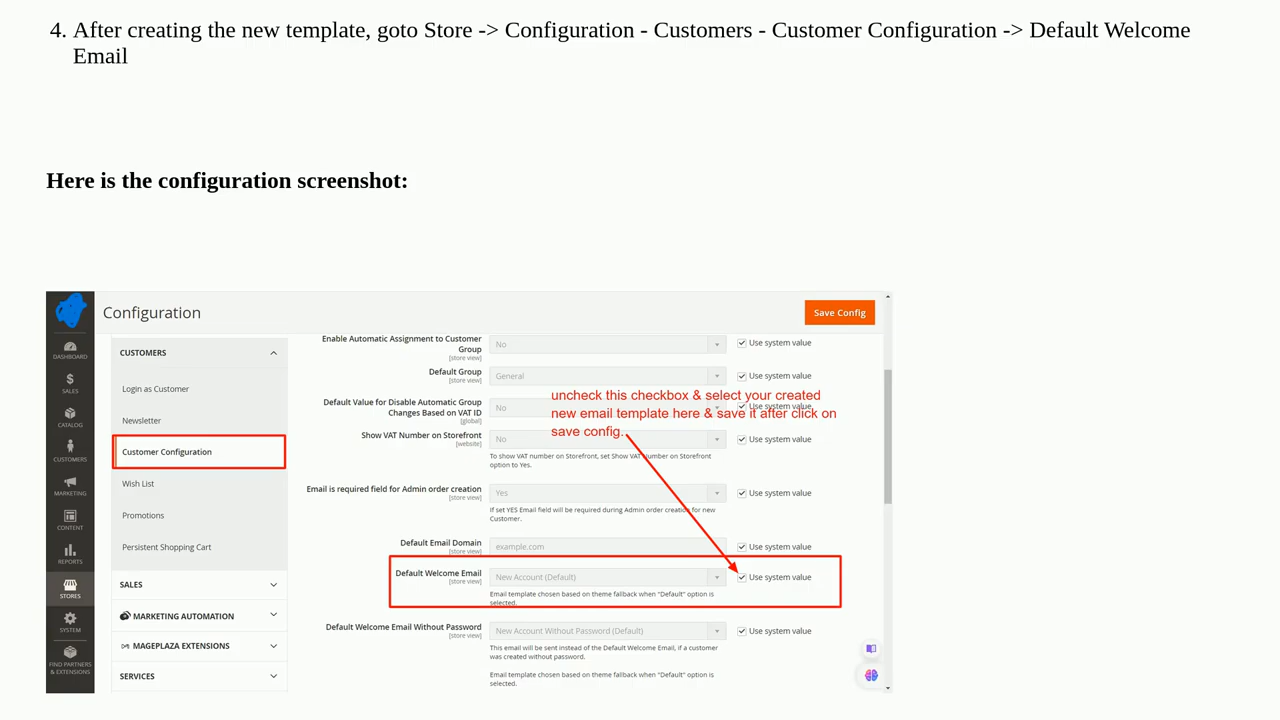 4. After creating the new template, goto Store -> Configuration - Customers - Customer Configuration -> Default Welcome
Email
Here is the configuration screenshot:
Configuration
Save Config
DASHBOARD
SALES
CATALOG
CUSTOMERS
MARKETING
CONTENT
REPORTS
STORES
SYSTEM
FIND PARTNERS
& EXTENSIONS
CUSTOMERS
Login as Customer
Newsletter
Customer Configuration
Wish List
Promotions
Persistent Shopping Cart
SALES
MARKETING AUTOMATION
MAGEPLAZA EXTENSIONS
SERVICES
Enable Automatic Assignment to Customer
Group
[store view]
No
Use system value
Default Group
[store view]
General
Use system value
uncheck this checkbox & select your created
new email template here & save it after click on
save config.
Default Value for Disable Automatic Group
Changes Based on VAT ID
[global]
No
Use system value
Show VAT Number on Storefront
[website]
No
Use system value
To show VAT number on Storefront, set Show VAT Number on Storefront
option to Yes.
Email is required field for Admin order creation
[store view]
Yes
Use system value
If set YES Email field will be required during Admin order creation for new
Customer.
Default Email Domain
[store view]
example.com
Use system value
Default Welcome Email
[store view]
New Account (Default)
Use system value
Email template chosen based on theme fallback when "Default" option is
selected.
Default Welcome Email Without Password
[store view]
New Account Without Password (Default)
Use system value
This email will be sent instead of the Default Welcome Email, if a customer
was created without password.
Email template chosen based on theme fallback when "Default" option is
selected.